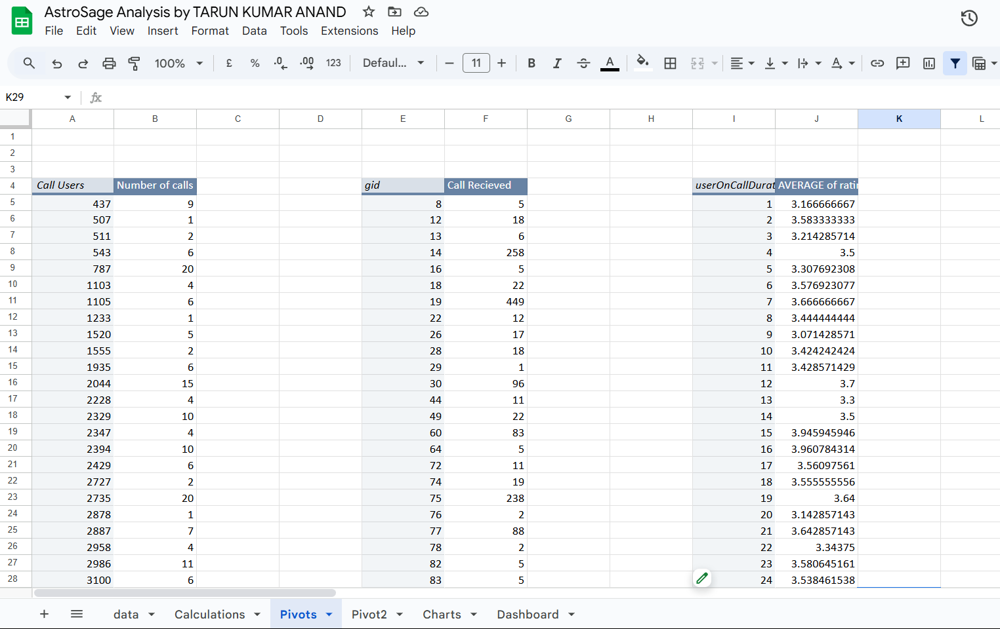 AstroSage Analysis by TARUN KUMAR ANAND
File Edit View Insert Format Data Tools Extensions Help
100% £ % .0 .00 123 Defaul... 11 B I S A A
K29 fx
A B C D E F G H I J K L
1
2
3
4 Call Users Number of calls gid Call Recieved userOnCallDurat AVERAGE of ratin
5 437 9 8 5 1 3.166666667
6 507 1 12 18 2 3.583333333
7 511 2 13 6 3 3.214285714
8 543 6 14 258 4 3.5
9 787 20 16 5 5 3.307692308
10 1103 4 18 22 6 3.576923077
11 1105 6 19 449 7 3.666666667
12 1233 1 22 12 8 3.444444444
13 1520 5 26 17 9 3.071428571
14 1555 2 28 18 10 3.424242424
15 1935 6 29 1 11 3.428571429
16 2044 15 30 96 12 3.7
17 2228 4 44 11 13 3.3
18 2329 10 49 22 14 3.5
19 2347 4 60 83 15 3.945945946
20 2394 10 64 5 16 3.960784314
21 2429 6 72 11 17 3.56097561
22 2727 2 74 19 18 3.555555556
23 2735 20 75 238 19 3.64
24 2878 1 76 2 20 3.142857143
25 2887 7 77 88 21 3.642857143
26 2958 4 78 2 22 3.34375
27 2986 11 82 5 23 3.580645161
28 3100 6 83 5 24 3.538461538
data Calculations Pivots Pivot2 Charts Dashboard